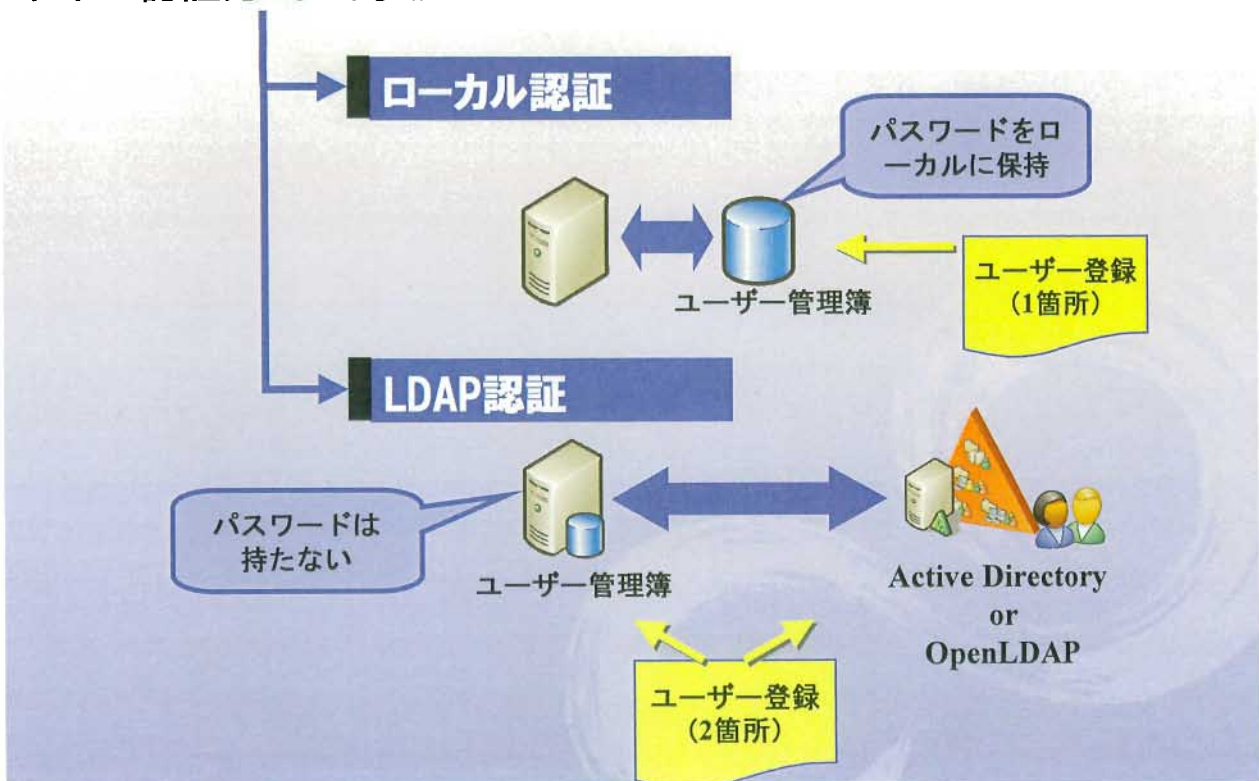 ローカル認証
パスワードをロ
ーカルに保持
ユーザー管理簿
ユーザー登録
(1箇所)
LDAP認証
パスワードは
持たない
ユーザー管理簿
Active Directory
or
OpenLDAP
ユーザー登録
(2箇所)